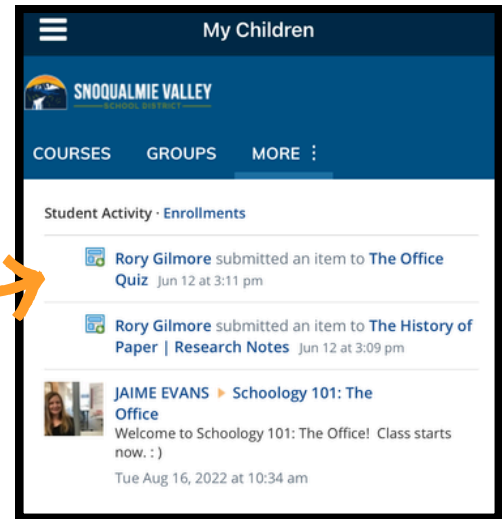 My Children
SNOQUALMIE VALLEY
SCHOOL DISTRICT
COURSES GROUPS MORE
Student Activity · Enrollments
Rory Gilmore submitted an item to The Office
Quiz Jun 12 at 3:11 pm
Rory Gilmore submitted an item to The History of
Paper | Research Notes Jun 12 at 3:09 pm
JAIME EVANS ▸ Schoology 101: The
Office
Welcome to Schoology 101: The Office! Class starts
now. : )
Tue Aug 16, 2022 at 10:34 am